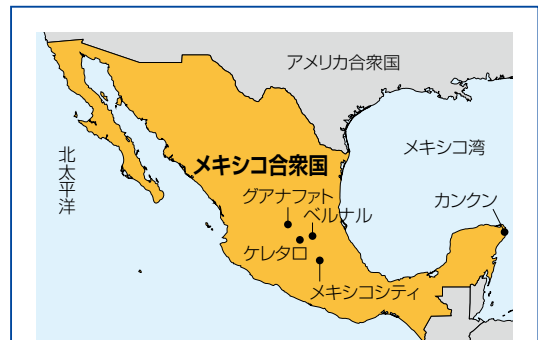 アメリカ合衆国
メキシコ湾
北太平洋
メキシコ合衆国
カンクン
グアナファト
ベルナル
ケレタロ
メキシコシティ